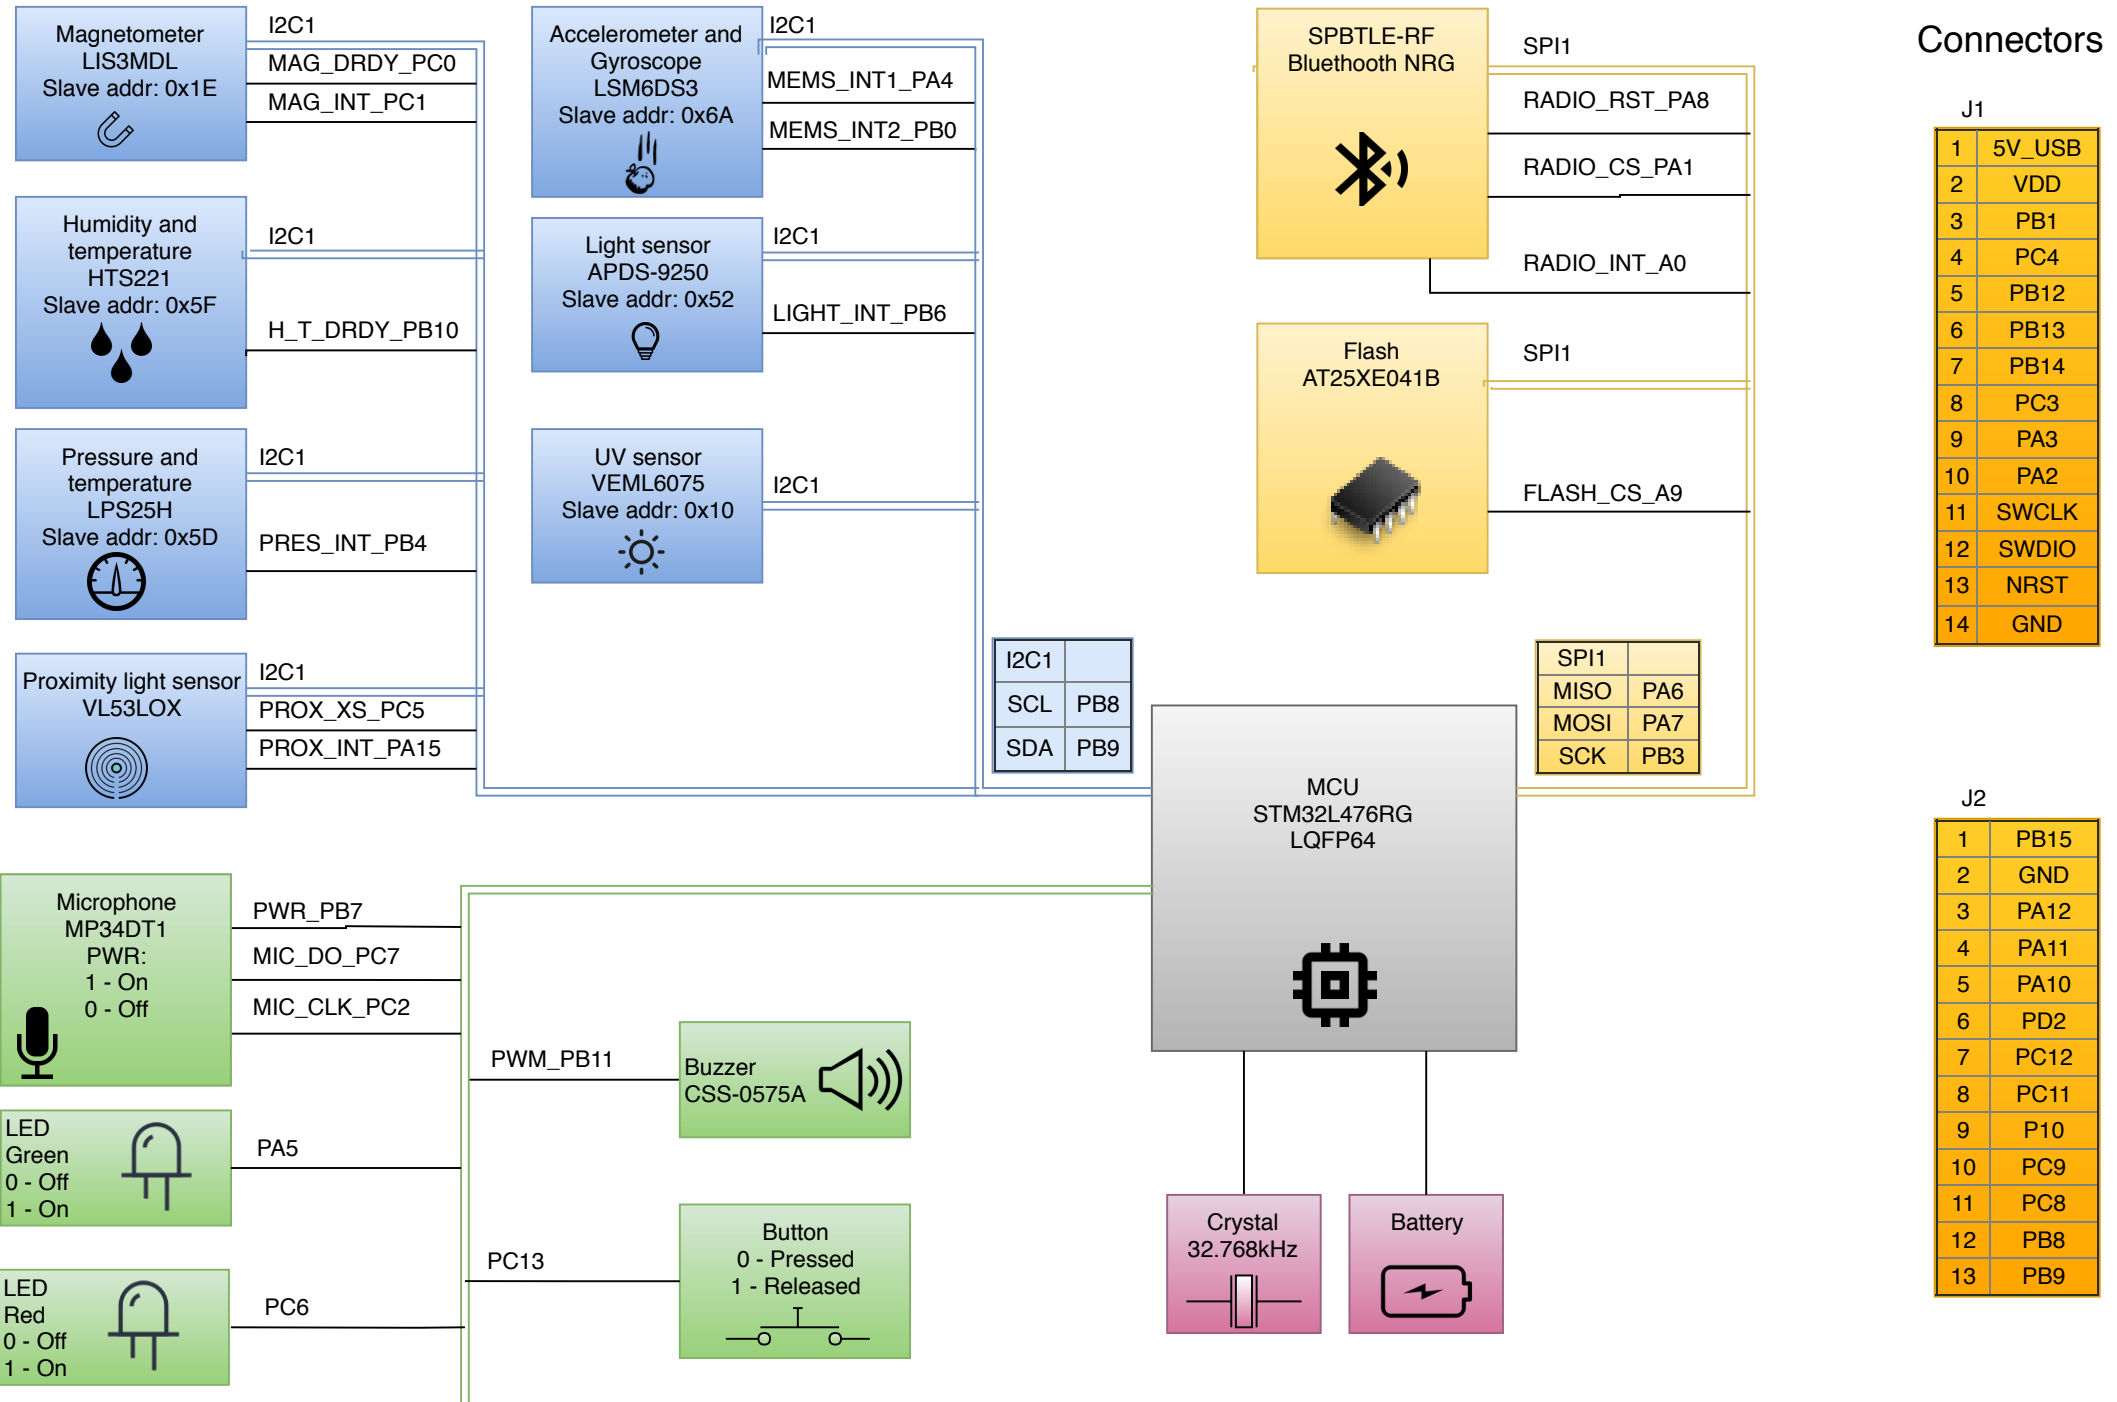 Magnetometer
LIS3MDL
Slave addr: 0x1E
I2C1
MAG_DRDY_PC0
MAG_INT_PC1
Humidity and
temperature
HTS221
Slave addr: 0x5F
I2C1
H_T_DRDY_PB10
Pressure and
temperature
LPS25H
Slave addr: 0x5D
I2C1
PRES_INT_PB4
Proximity light sensor
VL53LOX
I2C1
PROX_XS_PC5
PROX_INT_PA15
Accelerometer and
Gyroscope
LSM6DS3
Slave addr: 0x6A
I2C1
MEMS_INT1_PA4
MEMS_INT2_PB0
Light sensor
APDS-9250
Slave addr: 0x52
I2C1
LIGHT_INT_PB6
UV sensor
VEML6075
Slave addr: 0x10
I2C1
SPBTLE-RF
Bluethooth NRG
SPI1
RADIO_RST_PA8
RADIO_CS_PA1
RADIO_INT_A0
Flash
AT25XE041B
SPI1
FLASH_CS_A9
I2C1
SCL PB8
SDA PB9
SPI1
MISO PA6
MOSI PA7
SCK PB3
MCU
STM32L476RG
LQFP64
Microphone
MP34DT1
PWR:
1 - On
0 - Off
PWR_PB7
MIC_DO_PC7
MIC_CLK_PC2
LED
Green
0 - Off
1 - On
PA5
LED
Red
0 - Off
1 - On
PC6
PWM_PB11
Buzzer
CSS-0575A
PC13
Button
0 - Pressed
1 - Released
Crystal
32.768kHz
Battery
Connectors
J1
1 5V_USB
2 VDD
3 PB1
4 PC4
5 PB12
6 PB13
7 PB14
8 PC3
9 PA3
10 PA2
11 SWCLK
12 SWDIO
13 NRST
14 GND
J2
1 PB15
2 GND
3 PA12
4 PA11
5 PA10
6 PD2
7 PC12
8 PC11
9 P10
10 PC9
11 PC8
12 PB8
13 PB9